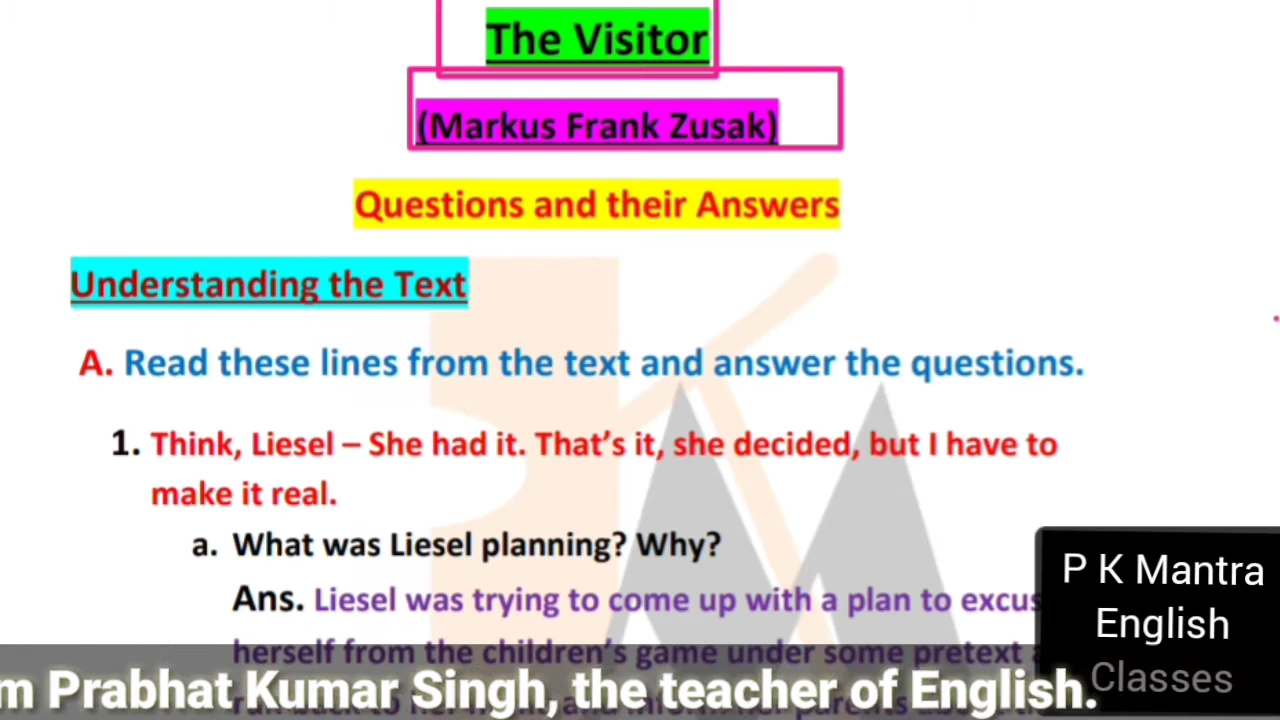 The Visitor
(Markus Frank Zusak)
Questions and their Answers
Understanding the Text
A. Read these lines from the text and answer the questions.
1. Think, Liesel – She had it. That's it, she decided, but I have to
make it real.
a. What was Liesel planning? Why?
Ans. Liesel was trying to come up with a plan to excus
herself from the children's game under some pretext
m Prabhat Kumar Singh, the teacher of English.
P K Mantra
English
Classes